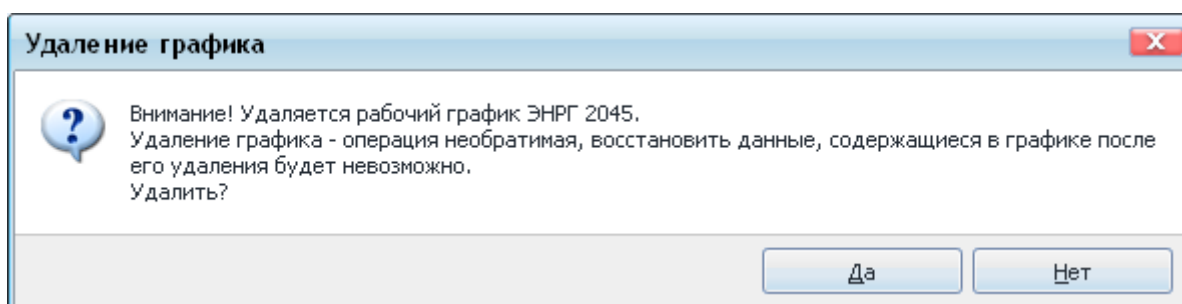 Удаление графика
Внимание! Удаляется рабочий график ЭНРГ 2045.
Удаление графика - операция необратимая, восстановить данные, содержащиеся в графике после
его удаления будет невозможно.
Удалить?
Да
Нет